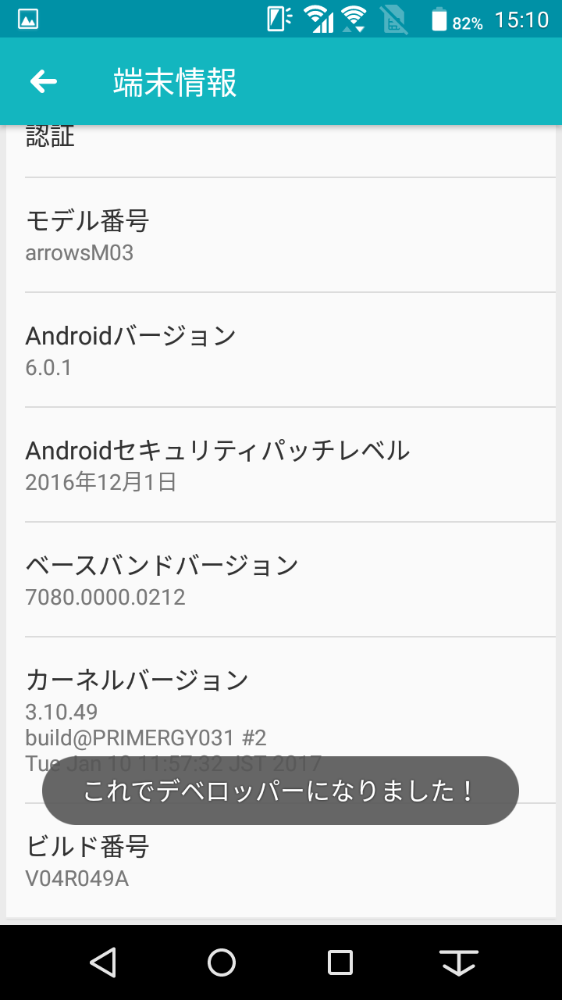 82% 15:10
端末情報
認証
モデル番号
arrowsM03
Androidバージョン
6.0.1
Androidセキュリティパッチレベル
2016年12月1日
ベースバンドバージョン
7080.0000.0212
カーネルバージョン
3.10.49
build@PRIMERGY031 #2
Tue Jan 10 11:57:32 JST 2017
これでデベロッパーになりました！
ビルド番号
V04R049A